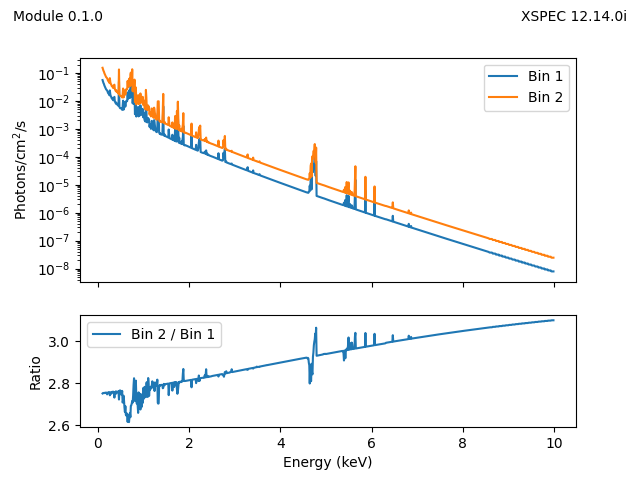 Module 0.1.0
XSPEC 12.14.0i
Photons/cm²/s
10⁻¹
10⁻²
10⁻³
10⁻⁴
10⁻⁵
10⁻⁶
10⁻⁷
10⁻⁸
Bin 1
Bin 2
Ratio
3.0
2.8
2.6
Bin 2 / Bin 1
0
2
4
6
8
10
Energy (keV)